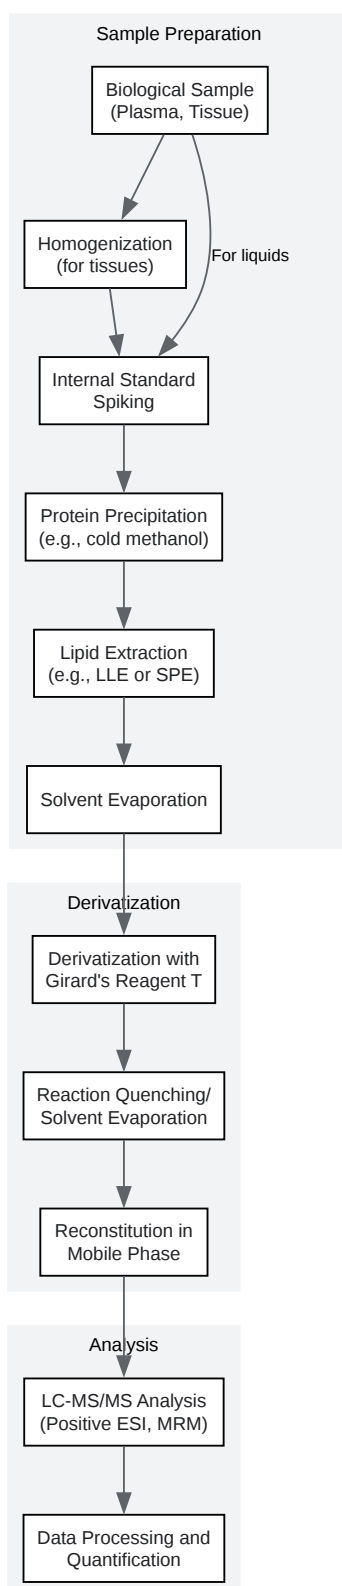 Sample Preparation
Biological Sample
(Plasma, Tissue)
Homogenization
(for tissues)
For liquids
Internal Standard
Spiking
Protein Precipitation
(e.g., cold methanol)
Lipid Extraction
(e.g., LLE or SPE)
Solvent Evaporation
Derivatization
Derivatization with
Girard's Reagent T
Reaction Quenching/
Solvent Evaporation
Reconstitution in
Mobile Phase
Analysis
LC-MS/MS Analysis
(Positive ESI, MRM)
Data Processing and
Quantification